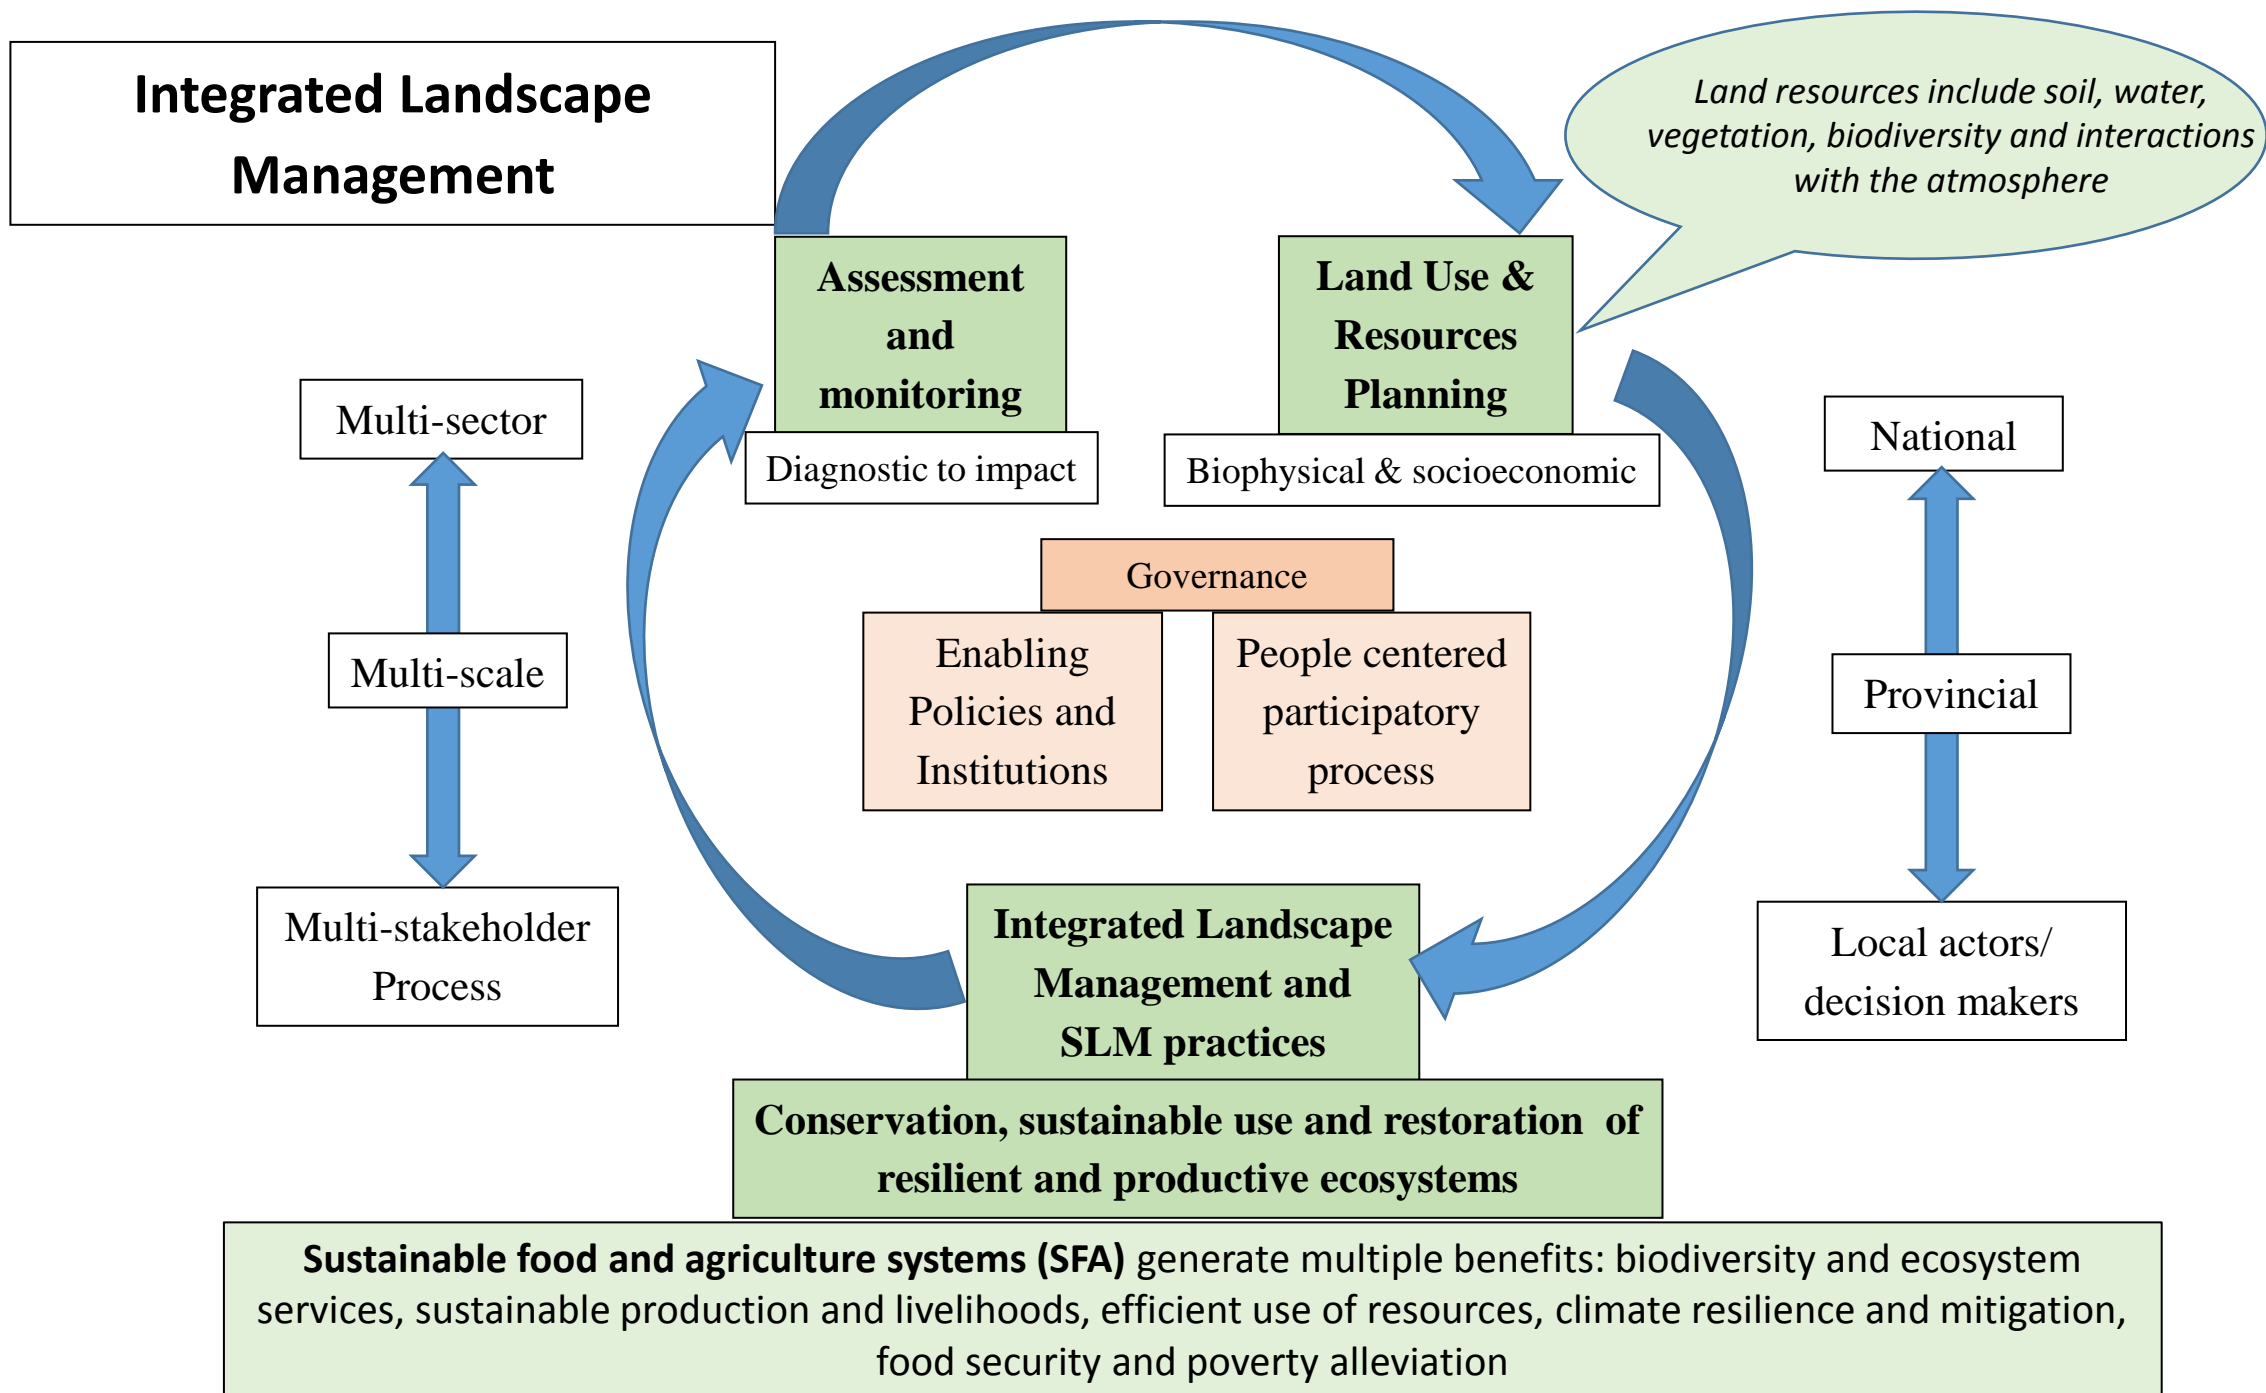 Integrated Landscape
Management
Land resources include soil, water,
vegetation, biodiversity and interactions
with the atmosphere
Assessment
and
monitoring
Diagnostic to impact
Land Use &
Resources
Planning
Biophysical & socioeconomic
Multi-sector
Multi-scale
Multi-stakeholder
Process
Governance
Enabling
Policies and
Institutions
People centered
participatory
process
National
Provincial
Local actors/
decision makers
Integrated Landscape
Management and
SLM practices
Conservation, sustainable use and restoration  of
resilient and productive ecosystems
Sustainable food and agriculture systems (SFA) generate multiple benefits: biodiversity and ecosystem
services, sustainable production and livelihoods, efficient use of resources, climate resilience and mitigation,
food security and poverty alleviation